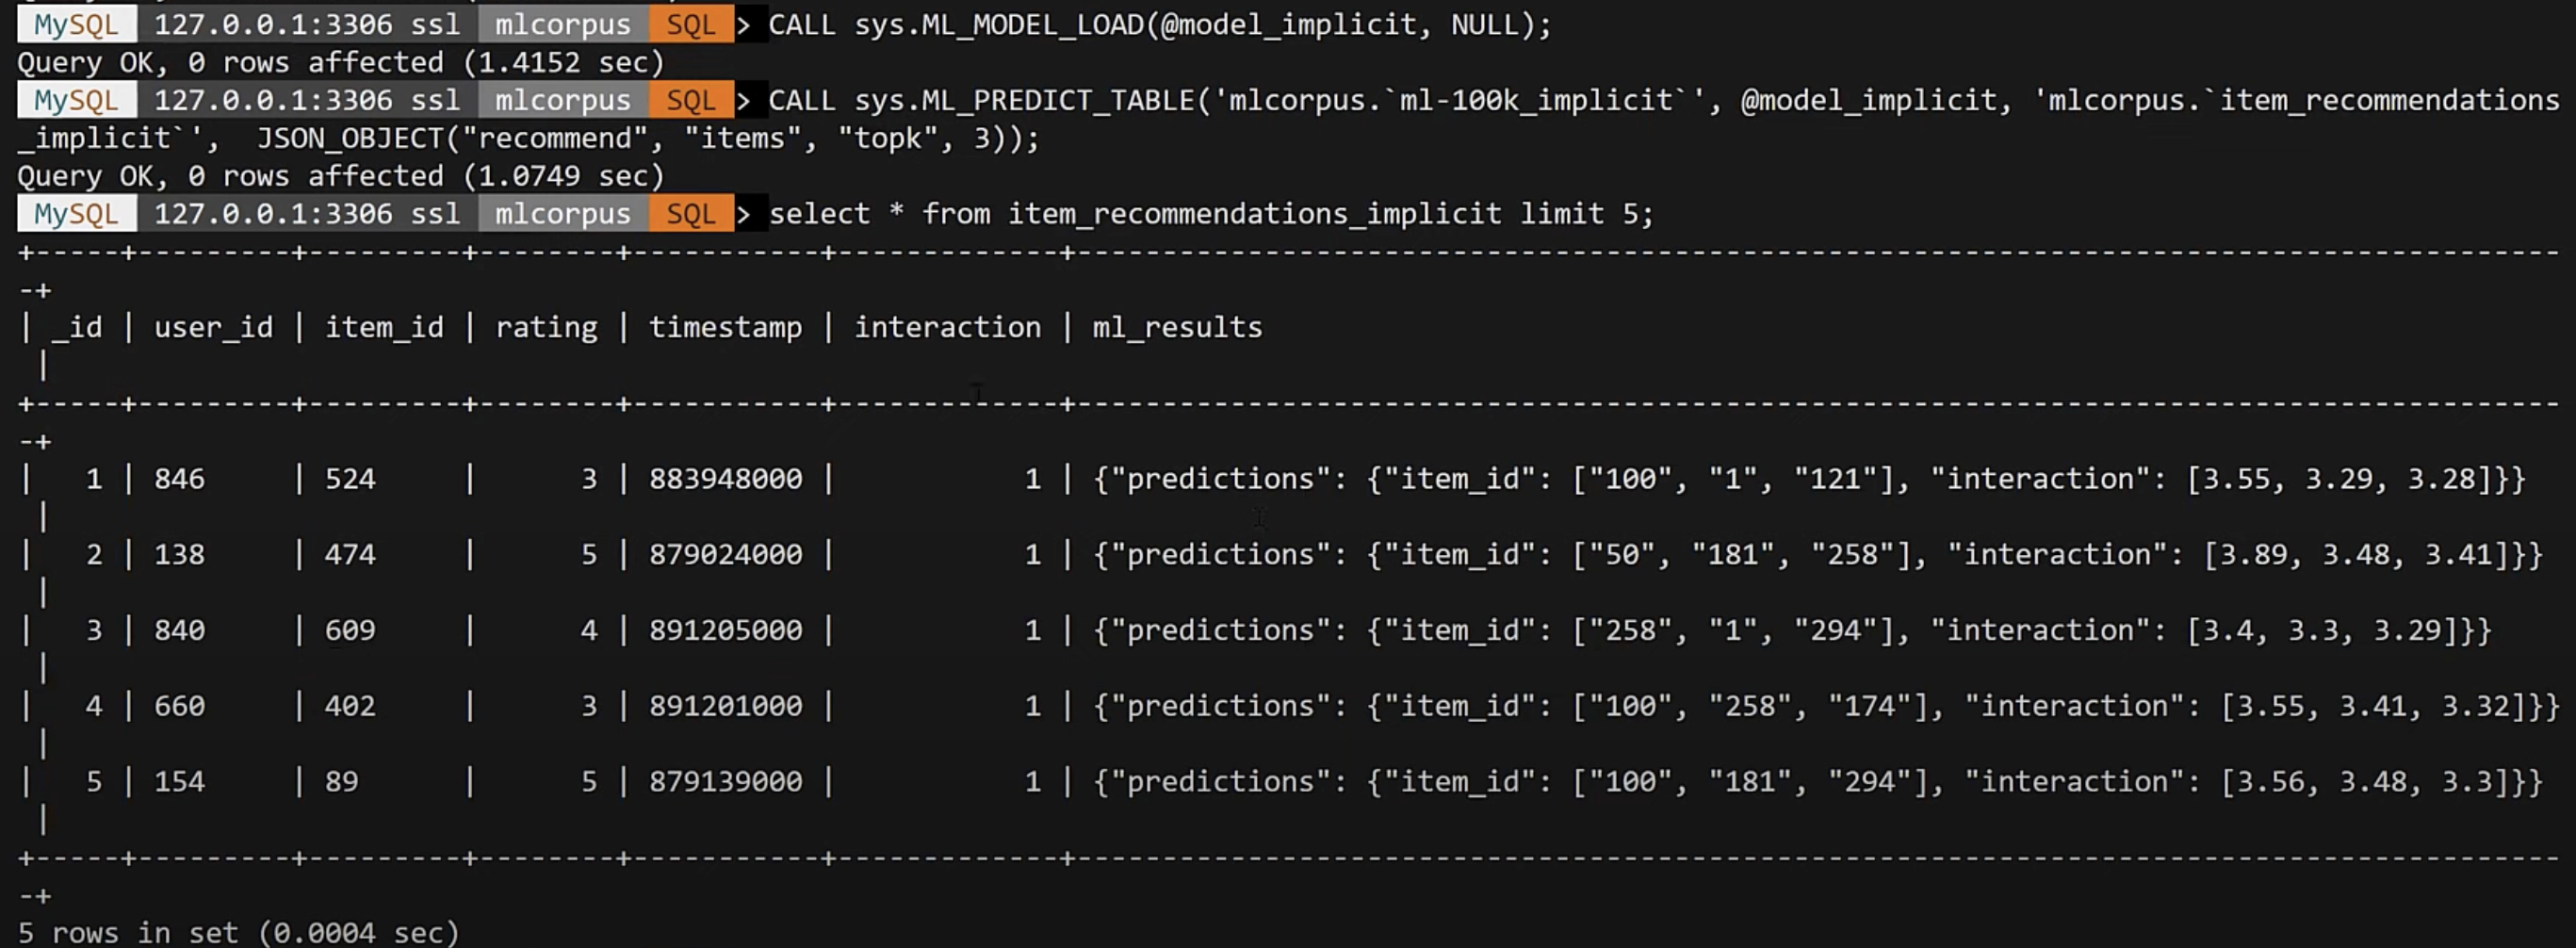 MySQL 127.0.0.1:3306 ssl mlcorpus SQL > CALL sys.ML_MODEL_LOAD(@model_implicit, NULL);
Query OK, 0 rows affected (1.4152 sec)
MySQL 127.0.0.1:3306 ssl mlcorpus SQL > CALL sys.ML_PREDICT_TABLE('mlcorpus.`ml-100k_implicit`', @model_implicit, 'mlcorpus.`item_recommendations
_implicit`',  JSON_OBJECT("recommend", "items", "topk", 3));
Query OK, 0 rows affected (1.0749 sec)
MySQL 127.0.0.1:3306 ssl mlcorpus SQL > select * from item_recommendations_implicit limit 5;
+-----+---------+---------+--------+-----------+-------------+---------------------------------------------------------------------------------------
-+
| _id | user_id | item_id | rating | timestamp | interaction | ml_results
 |
+-----+---------+---------+--------+-----------+-------------+---------------------------------------------------------------------------------------
-+
|   1 | 846     | 524     |      3 | 883948000 |           1 | {"predictions": {"item_id": ["100", "1", "121"], "interaction": [3.55, 3.29, 3.28]}}
 |
|   2 | 138     | 474     |      5 | 879024000 |           1 | {"predictions": {"item_id": ["50", "181", "258"], "interaction": [3.89, 3.48, 3.41]}}
 |
|   3 | 840     | 609     |      4 | 891205000 |           1 | {"predictions": {"item_id": ["258", "1", "294"], "interaction": [3.4, 3.3, 3.29]}}
 |
|   4 | 660     | 402     |      3 | 891201000 |           1 | {"predictions": {"item_id": ["100", "258", "174"], "interaction": [3.55, 3.41, 3.32]}}
 |
|   5 | 154     | 89      |      5 | 879139000 |           1 | {"predictions": {"item_id": ["100", "181", "294"], "interaction": [3.56, 3.48, 3.3]}}
 |
+-----+---------+---------+--------+-----------+-------------+---------------------------------------------------------------------------------------
-+
5 rows in set (0.0004 sec)